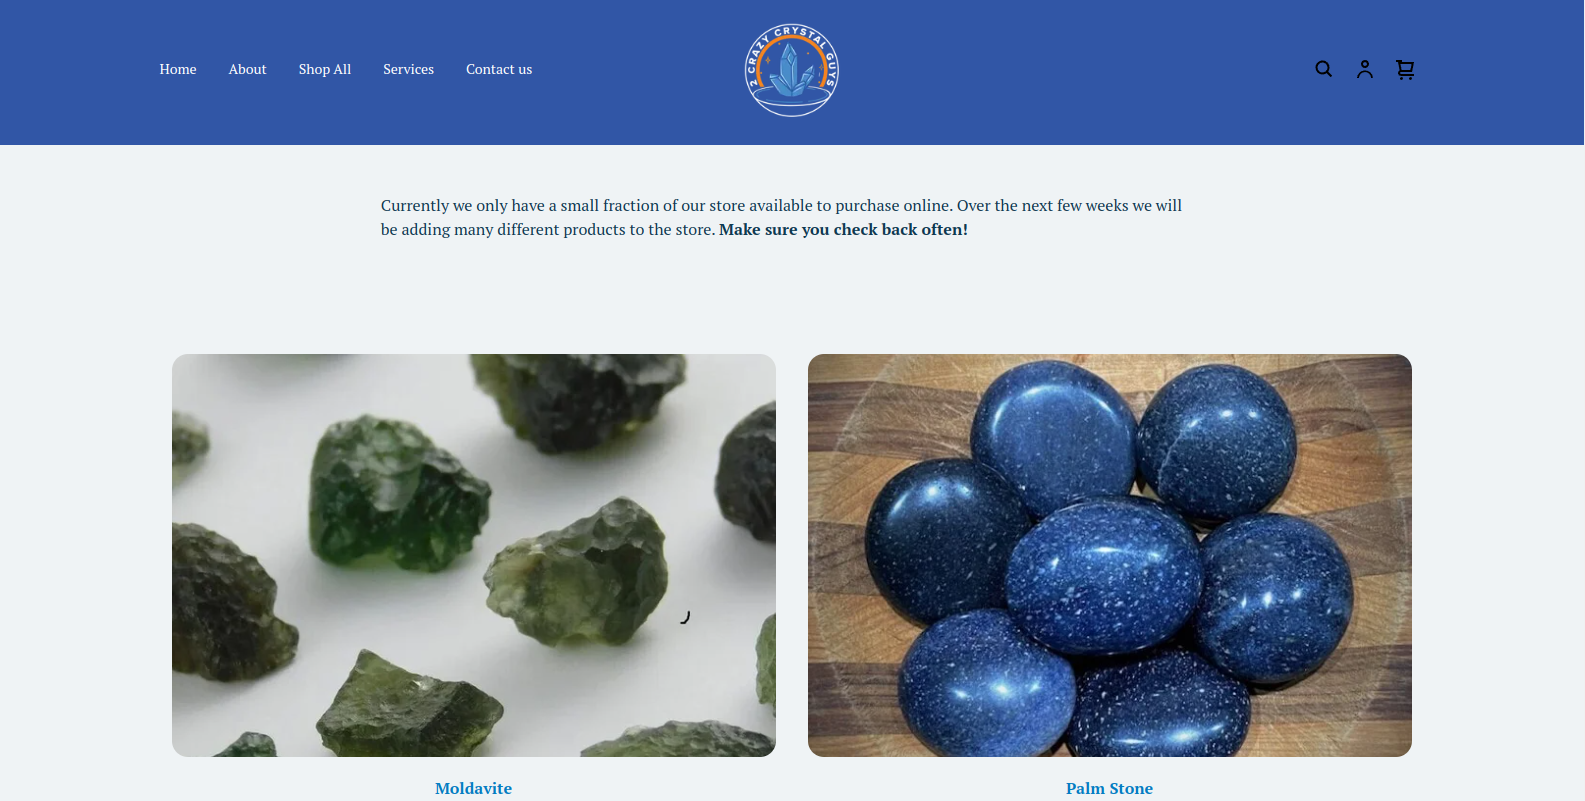 Home About Shop All Services Contact us
2 CRAZY CRYSTAL GUYS
Currently we only have a small fraction of our store available to purchase online. Over the next few weeks we will
be adding many different products to the store. Make sure you check back often!
Moldavite
Palm Stone